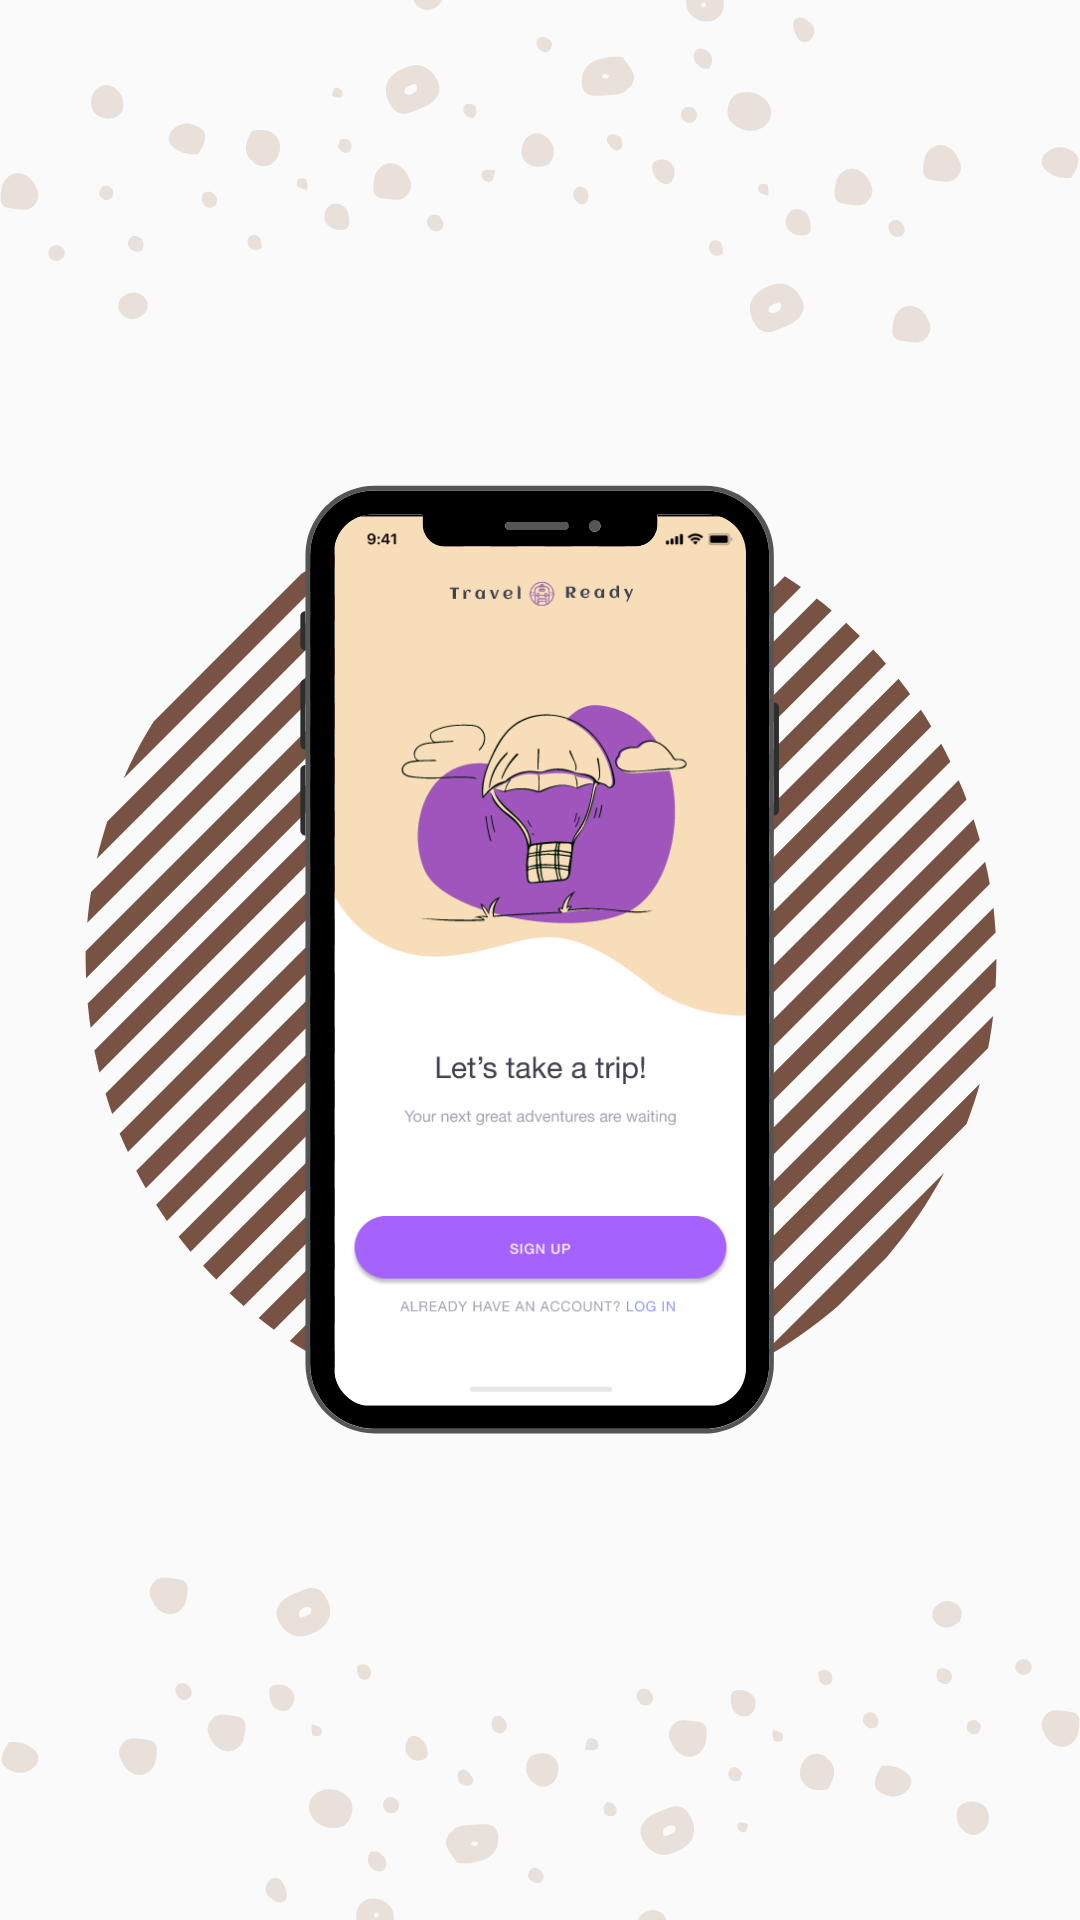 9:41
Travel Ready
Let's take a trip!
Your next great adventures are waiting
SIGN UP
ALREADY HAVE AN ACCOUNT? LOG IN